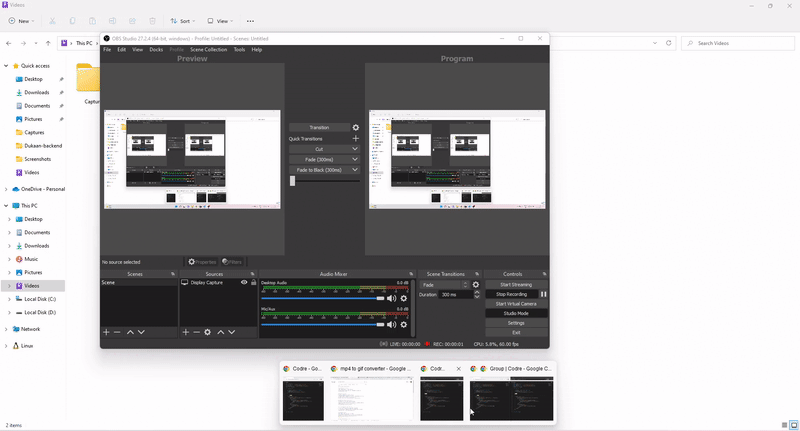 Videos
New
Sort
View
This PC
Search Videos
Quick access
Desktop
Downloads
Documents
Pictures
Captures
Dukaan-backend
Screenshots
Videos
OneDrive - Personal
This PC
Desktop
Documents
Downloads
Music
Pictures
Videos
Local Disk (C:)
Local Disk (D:)
Network
Linux
2 items
Captur
OBS Studio 27.2.4 (64-bit, windows) - Profile: Untitled - Scenes: Untitled
File Edit View Docks Profile Scene Collection Tools Help
Preview
Program
Transition
Quick Transitions
Cut
Fade (300ms)
Fade to Black (300ms)
No source selected
Properties
Filters
Scenes
Scene
Sources
Display Capture
Audio Mixer
Desktop Audio 0.0 dB
Mic/Aux 0.0 dB
Scene Transitions
Fade
Duration 300 ms
Controls
Start Streaming
Stop Recording
Start Virtual Camera
Studio Mode
Settings
Exit
LIVE: 00:00:00 REC: 00:00:01 CPU: 5.8%, 60.00 fps
Codre - Go...
mp4 to gif converter - Google ...
Codr...
Group | Codre - Google C...